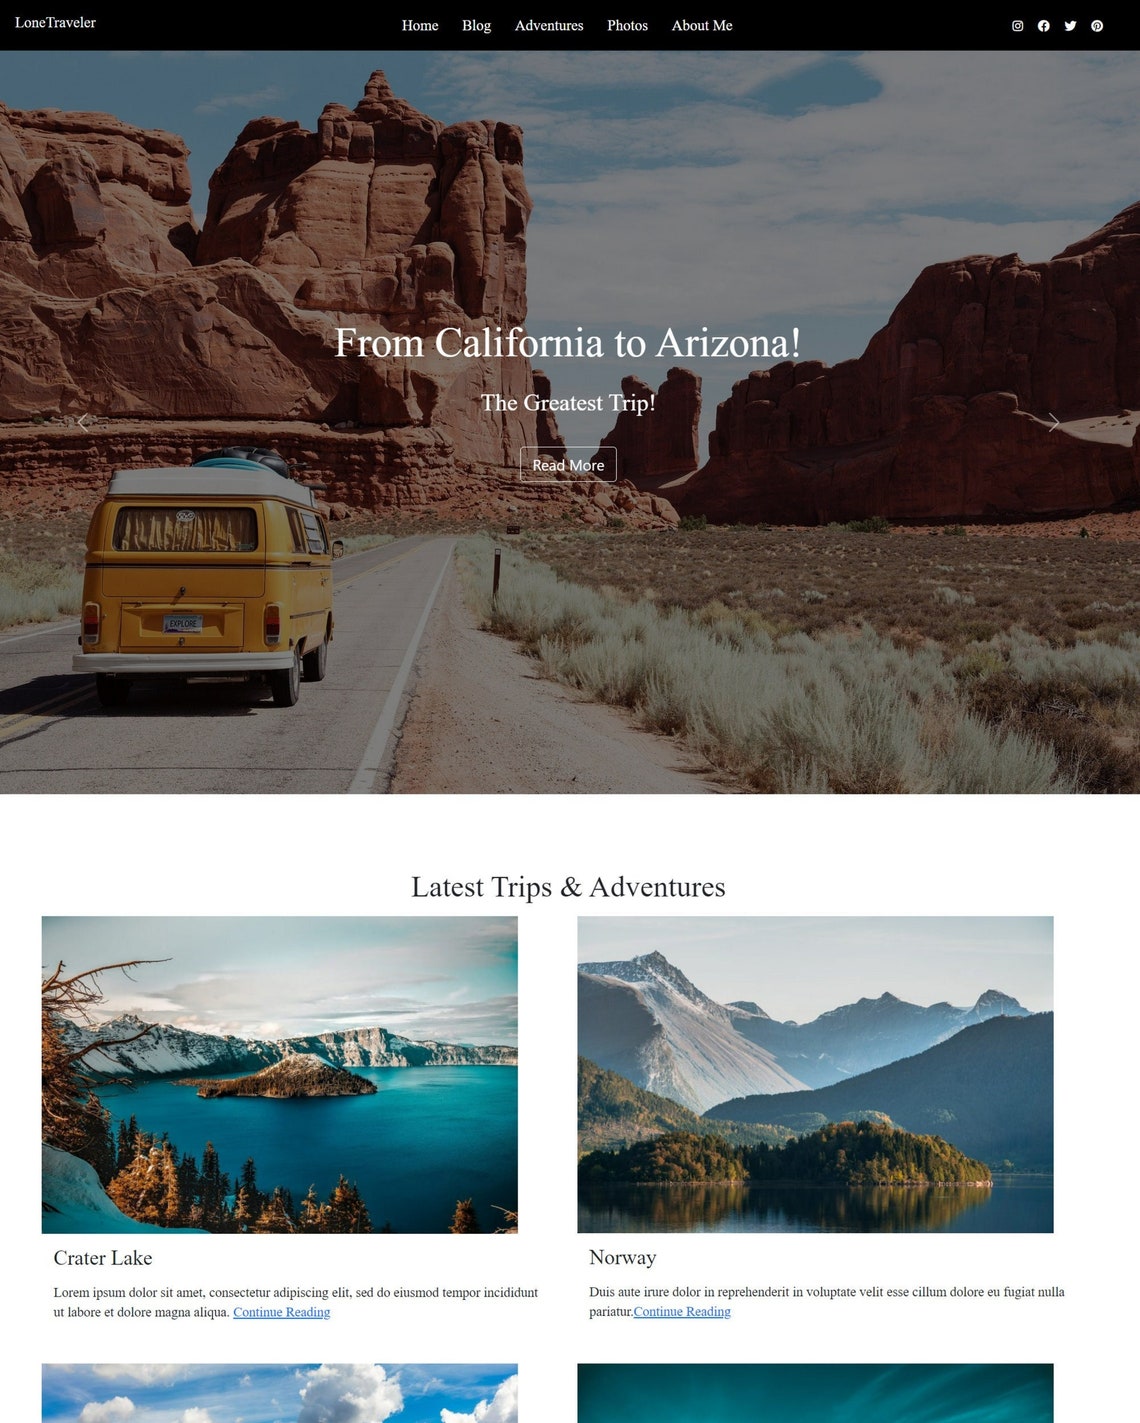 LoneTraveler
Home Blog Adventures Photos About Me
From California to Arizona!
The Greatest Trip!
Read More
EXPLORE
Latest Trips & Adventures
Crater Lake
Lorem ipsum dolor sit amet, consectetur adipiscing elit, sed do eiusmod tempor incididunt
ut labore et dolore magna aliqua. Continue Reading
Norway
Duis aute irure dolor in reprehenderit in voluptate velit esse cillum dolore eu fugiat nulla
pariatur.Continue Reading